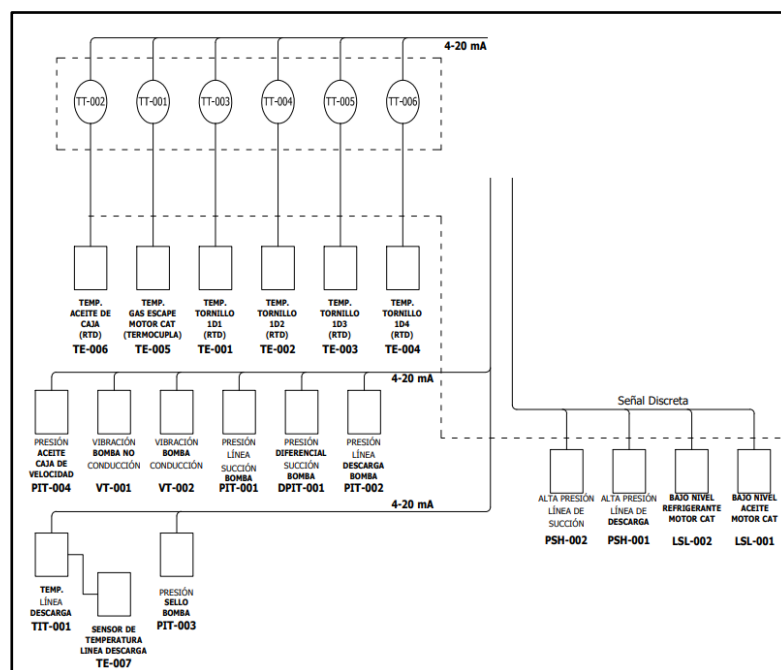 4-20 mA
TT-002
TT-001
TT-003
TT-004
TT-005
TT-006
TEMP.
ACEITE DE
CAJA
(RTD)
TE-006
TEMP.
GAS ESCAPE
MOTOR CAT
(TERMOCUPLA)
TE-005
TEMP.
TORNILLO
1D1
(RTD)
TE-001
TEMP.
TORNILLO
1D2
(RTD)
TE-002
TEMP.
TORNILLO
1D3
(RTD)
TE-003
TEMP.
TORNILLO
1D4
(RTD)
TE-004
4-20 mA
PRESIÓN
ACEITE
CAJA DE
VELOCIDAD
PIT-004
VIBRACIÓN
BOMBA NO
CONDUCCIÓN
VT-001
VIBRACIÓN
BOMBA
CONDUCCIÓN
VT-002
PRESIÓN
LÍNEA
SUCCIÓN
BOMBA
PIT-001
PRESIÓN
DIFERENCIAL
SUCCIÓN
BOMBA
DPIT-001
PRESIÓN
LÍNEA
DESCARGA
BOMBA
PIT-002
Señal Discreta
ALTA PRESIÓN
LÍNEA DE
SUCCIÓN
PSH-002
ALTA PRESIÓN
LÍNEA DE
DESCARGA
PSH-001
BAJO NIVEL
REFRIGERANTE
MOTOR CAT
LSL-002
BAJO NIVEL
ACEITE
MOTOR CAT
LSL-001
4-20 mA
TEMP.
LÍNEA
DESCARGA
TIT-001
SENSOR DE
TEMPERATURA
LINEA DESCARGA
TE-007
PRESIÓN
SELLO
BOMBA
PIT-003